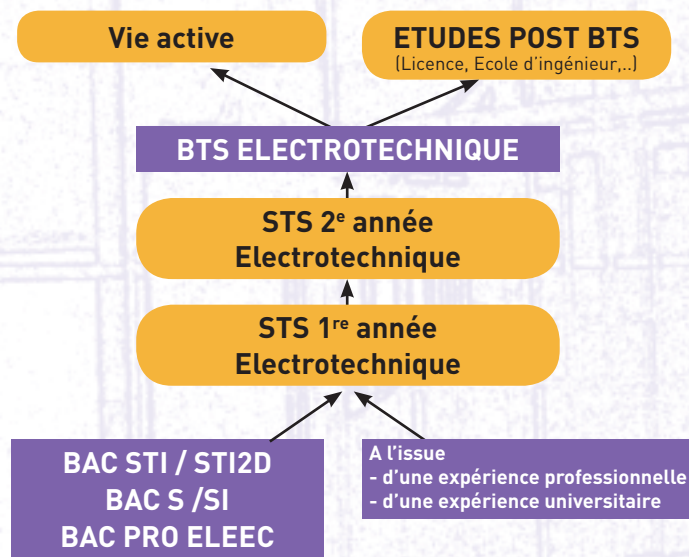 Vie active
ETUDES POST BTS
(Licence, Ecole d'ingénieur,..)
BTS ELECTROTECHNIQUE
STS 2e année
Electrotechnique
STS 1re année
Electrotechnique
BAC STI / STI2D
BAC S /SI
BAC PRO ELEEC
A l'issue
- d'une expérience professionnelle
- d'une expérience universitaire